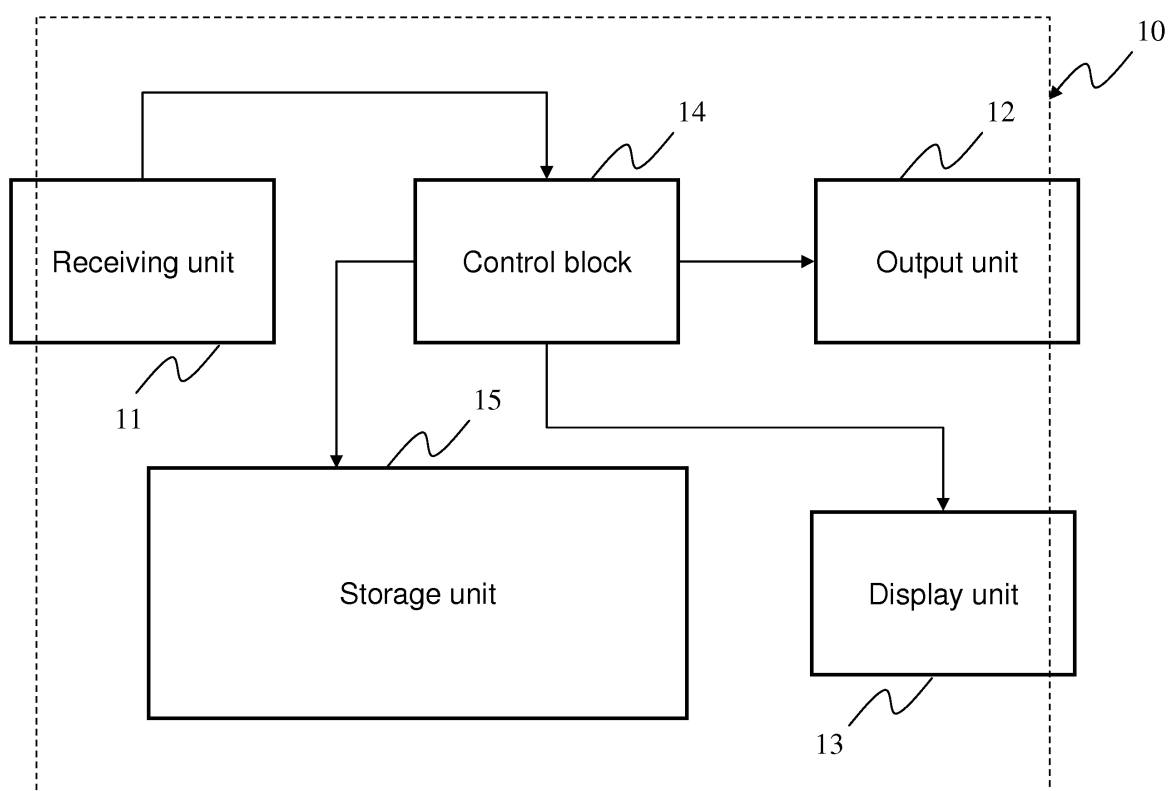 10
14
12
Receiving unit
Control block
Output unit
11
15
Storage unit
Display unit
13